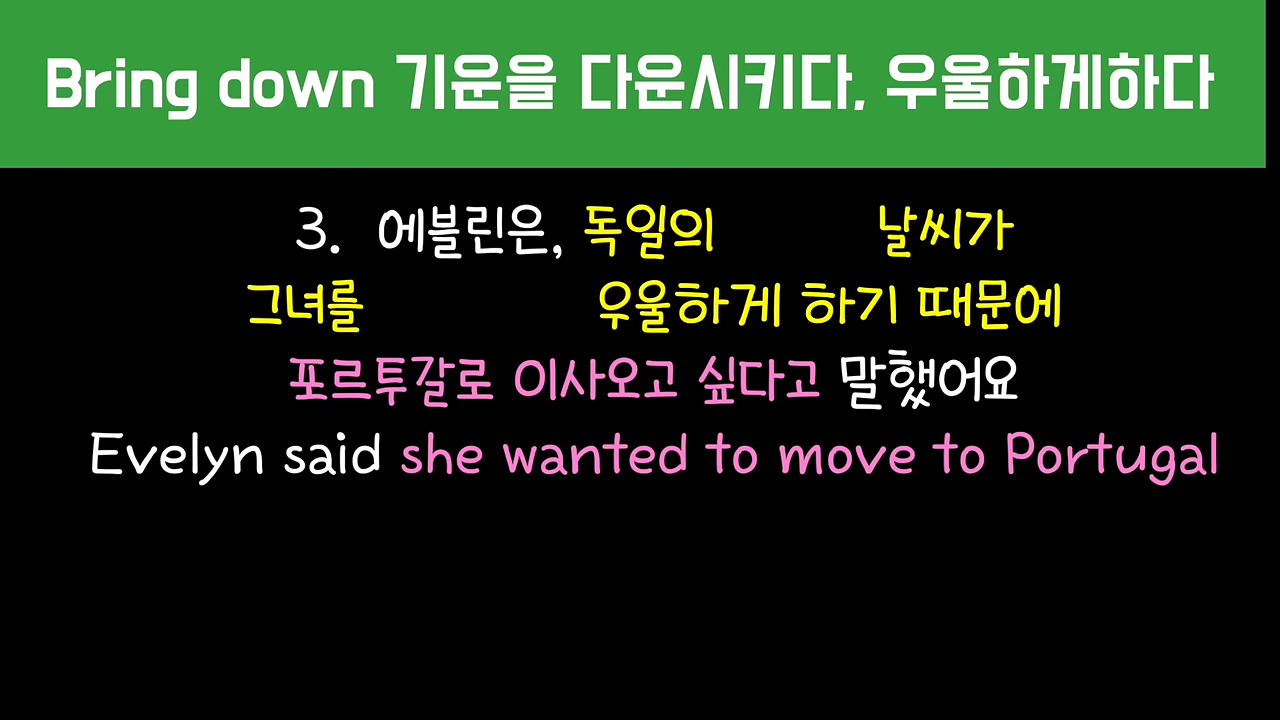 Bring down 기운을 다운시키다, 우울하게하다
3. 에블린은, 독일의 날씨가
그녀를 우울하게 하기 때문에
포르투갈로 이사오고 싶다고 말했어요
Evelyn said she wanted to move to Portugal